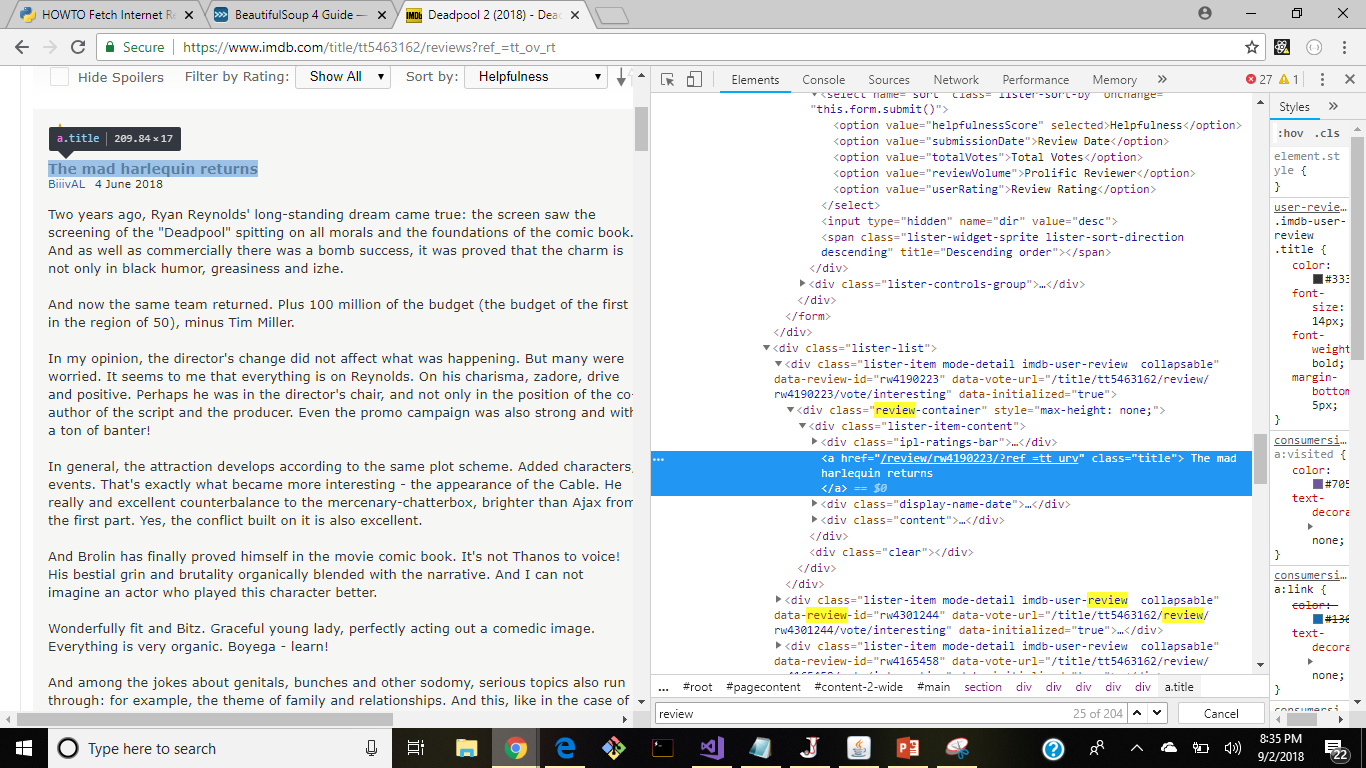 HOWTO Fetch Internet Re
BeautifulSoup 4 Guide —
IMDb
Deadpool 2 (2018) - Dead
Secure
https://www.imdb.com/title/tt5463162/reviews?ref_=tt_ov_rt
Hide Spoilers
Filter by Rating:
Show All
Sort by:
Helpfulness
a.title
209.84×17
The mad harlequin returns
BiiivAL 4 June 2018
Two years ago, Ryan Reynolds' long-standing dream came true: the screen saw the
screening of the "Deadpool" spitting on all morals and the foundations of the comic book.
And as well as commercially there was a bomb success, it was proved that the charm is
not only in black humor, greasiness and izhe.
And now the same team returned. Plus 100 million of the budget (the budget of the first
in the region of 50), minus Tim Miller.
In my opinion, the director's change did not affect what was happening. But many were
worried. It seems to me that everything is on Reynolds. On his charisma, zadore, drive
and positive. Perhaps he was in the director's chair, and not only in the position of the co-
author of the script and the producer. Even the promo campaign was also strong and with
a ton of banter!
In general, the attraction develops according to the same plot scheme. Added characters,
events. That's exactly what became more interesting - the appearance of the Cable. He
really and excellent counterbalance to the mercenary-chatterbox, brighter than Ajax from
the first part. Yes, the conflict built on it is also excellent.
And Brolin has finally proved himself in the movie comic book. It's not Thanos to voice!
His bestial grin and brutality organically blended with the narrative. And I can not
imagine an actor who played this character better.
Wonderfully fit and Bitz. Graceful young lady, perfectly acting out a comedic image.
Everything is very organic. Boyega - learn!
And among the jokes about genitals, bunches and other sodomy, serious topics also run
through: for example, the theme of family and relationships. And this, like in the case of
Elements
Console
Sources
Network
Performance
Memory
»
27
1
<select name="sort" class="lister-sort-by" onchange=
"this.form.submit()">
<option value="helpfulnessScore" selected>Helpfulness</option>
<option value="submissionDate">Review Date</option>
<option value="totalVotes">Total Votes</option>
<option value="reviewVolume">Prolific Reviewer</option>
<option value="userRating">Review Rating</option>
</select>
<input type="hidden" name="dir" value="desc">
<span class="lister-widget-sprite lister-sort-direction
descending" title="Descending order"></span>
</div>
<div class="lister-controls-group">…</div>
</div>
</form>
</div>
<div class="lister-list">
<div class="lister-item mode-detail imdb-user-review  collapsable"
data-review-id="rw4190223" data-vote-url="/title/tt5463162/review/
rw4190223/vote/interesting" data-initialized="true">
<div class="review-container" style="max-height: none;">
<div class="lister-item-content">
<div class="ipl-ratings-bar">…</div>
<a href="/review/rw4190223/?ref_=tt_urv" class="title"> The mad
harlequin returns
</a> == $0
<div class="display-name-date">…</div>
<div class="content">…</div>
</div>
<div class="clear"></div>
</div>
</div>
<div class="lister-item mode-detail imdb-user-review  collapsable"
data-review-id="rw4301244" data-vote-url="/title/tt5463162/review/
rw4301244/vote/interesting" data-initialized="true">…</div>
<div class="lister-item mode-detail imdb-user-review  collapsable"
data-review-id="rw4165458" data-vote-url="/title/tt5463162/review/
... #root #pagecontent #content-2-wide #main section div div div div div a.title
review
25 of 204
Cancel
Styles
»
:hov .cls
element.st
yle {
}
user-revie…
.imdb-user-
review
.title {
color:
#333
font-
size:
14px;
font-
weight
bold;
margin-
bottom
5px;
}
consumersi…
a:visited {
color:
#705
text-
decora
none;
}
consumersi…
a:link {
color:
#136
text-
decora
none;
}
Type here to search
8:35 PM
9/2/2018
22